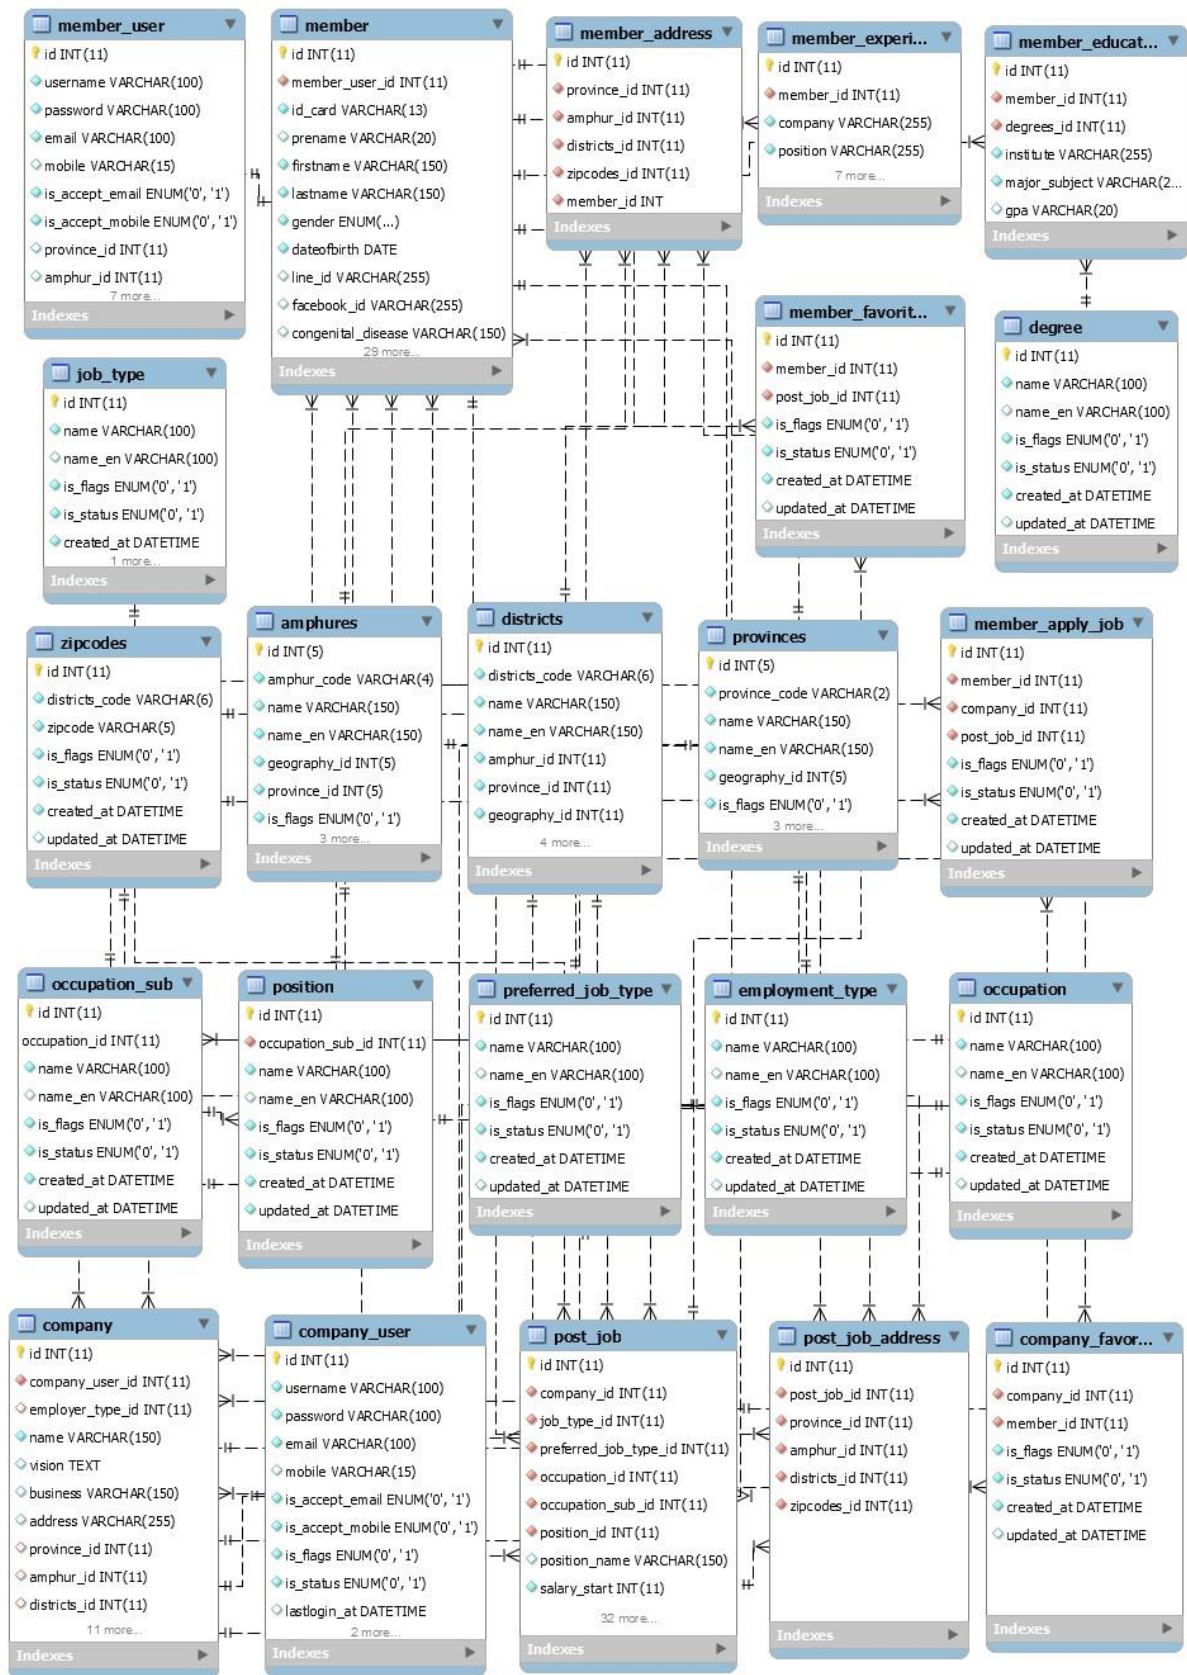 member_user
id INT(11)
username VARCHAR(100)
password VARCHAR(100)
email VARCHAR(100)
mobile VARCHAR(15)
is_accept_email ENUM('0', '1')
is_accept_mobile ENUM('0', '1')
province_id INT(11)
amphur_id INT(11)
7 more...
Indexes
member
id INT(11)
member_user_id INT(11)
id_card VARCHAR(13)
prename VARCHAR(20)
firstname VARCHAR(150)
lastname VARCHAR(150)
gender ENUM(...)
dateofbirth DATE
line_id VARCHAR(255)
facebook_id VARCHAR(255)
congenital_disease VARCHAR(150)
29 more...
Indexes
member_address
id INT(11)
province_id INT(11)
amphur_id INT(11)
districts_id INT(11)
zipcodes_id INT(11)
member_id INT
Indexes
member_experi...
id INT(11)
member_id INT(11)
company VARCHAR(255)
position VARCHAR(255)
7 more...
Indexes
member_educat...
id INT(11)
member_id INT(11)
degrees_id INT(11)
institute VARCHAR(255)
major_subject VARCHAR(2...
gpa VARCHAR(20)
Indexes
job_type
id INT(11)
name VARCHAR(100)
name_en VARCHAR(100)
is_flags ENUM('0', '1')
is_status ENUM('0', '1')
created_at DATETIME
1 more...
Indexes
member_favorit...
id INT(11)
member_id INT(11)
post_job_id INT(11)
is_flags ENUM('0', '1')
is_status ENUM('0', '1')
created_at DATETIME
updated_at DATETIME
Indexes
degree
id INT(11)
name VARCHAR(100)
name_en VARCHAR(100)
is_flags ENUM('0', '1')
is_status ENUM('0', '1')
created_at DATETIME
updated_at DATETIME
Indexes
zipcodes
id INT(11)
districts_code VARCHAR(6)
zipcode VARCHAR(5)
is_flags ENUM('0', '1')
is_status ENUM('0', '1')
created_at DATETIME
updated_at DATETIME
Indexes
amphures
id INT(5)
amphur_code VARCHAR(4)
name VARCHAR(150)
name_en VARCHAR(150)
geography_id INT(5)
province_id INT(5)
is_flags ENUM('0', '1')
3 more...
Indexes
districts
id INT(11)
districts_code VARCHAR(6)
name VARCHAR(150)
name_en VARCHAR(150)
amphur_id INT(11)
province_id INT(11)
geography_id INT(11)
4 more...
Indexes
provinces
id INT(5)
province_code VARCHAR(2)
name VARCHAR(150)
name_en VARCHAR(150)
geography_id INT(5)
is_flags ENUM('0', '1')
3 more...
Indexes
member_apply_job
id INT(11)
member_id INT(11)
company_id INT(11)
post_job_id INT(11)
is_flags ENUM('0', '1')
is_status ENUM('0', '1')
created_at DATETIME
updated_at DATETIME
Indexes
occupation_sub
id INT(11)
occupation_id INT(11)
name VARCHAR(100)
name_en VARCHAR(100)
is_flags ENUM('0', '1')
is_status ENUM('0', '1')
created_at DATETIME
updated_at DATETIME
Indexes
position
id INT(11)
occupation_sub_id INT(11)
name VARCHAR(100)
name_en VARCHAR(100)
is_flags ENUM('0', '1')
is_status ENUM('0', '1')
created_at DATETIME
updated_at DATETIME
Indexes
preferred_job_type
id INT(11)
name VARCHAR(100)
name_en VARCHAR(100)
is_flags ENUM('0', '1')
is_status ENUM('0', '1')
created_at DATETIME
updated_at DATETIME
Indexes
employment_type
id INT(11)
name VARCHAR(100)
name_en VARCHAR(100)
is_flags ENUM('0', '1')
is_status ENUM('0', '1')
created_at DATETIME
updated_at DATETIME
Indexes
occupation
id INT(11)
name VARCHAR(100)
name_en VARCHAR(100)
is_flags ENUM('0', '1')
is_status ENUM('0', '1')
created_at DATETIME
updated_at DATETIME
Indexes
company
id INT(11)
company_user_id INT(11)
employer_type_id INT(11)
name VARCHAR(150)
vision TEXT
business VARCHAR(150)
address VARCHAR(255)
province_id INT(11)
amphur_id INT(11)
districts_id INT(11)
11 more...
Indexes
company_user
id INT(11)
username VARCHAR(100)
password VARCHAR(100)
email VARCHAR(100)
mobile VARCHAR(15)
is_accept_email ENUM('0', '1')
is_accept_mobile ENUM('0', '1')
is_flags ENUM('0', '1')
is_status ENUM('0', '1')
lastlogin_at DATETIME
2 more...
Indexes
post_job
id INT(11)
company_id INT(11)
job_type_id INT(11)
preferred_job_type_id INT(11)
occupation_id INT(11)
occupation_sub_id INT(11)
position_id INT(11)
position_name VARCHAR(150)
salary_start INT(11)
32 more...
Indexes
post_job_address
id INT(11)
post_job_id INT(11)
province_id INT(11)
amphur_id INT(11)
districts_id INT(11)
zipcodes_id INT(11)
Indexes
company_favor...
id INT(11)
company_id INT(11)
member_id INT(11)
is_flags ENUM('0', '1')
is_status ENUM('0', '1')
created_at DATETIME
updated_at DATETIME
Indexes